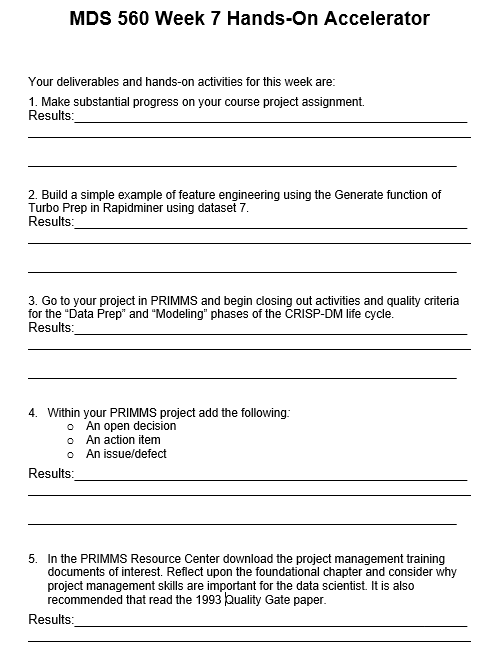 MDS 560 Week 7 Hands-On Accelerator
Your deliverables and hands-on activities for this week are:
1. Make substantial progress on your course project assignment.
Results:
2. Build a simple example of feature engineering using the Generate function of
Turbo Prep in Rapidminer using dataset 7.
Results:
3. Go to your project in PRIMMS and begin closing out activities and quality criteria
for the “Data Prep” and “Modeling” phases of the CRISP-DM life cycle.
Results:
4. Within your PRIMMS project add the following:
o An open decision
o An action item
o An issue/defect
Results:
5. In the PRIMMS Resource Center download the project management training
documents of interest. Reflect upon the foundational chapter and consider why
project management skills are important for the data scientist. It is also
recommended that read the 1993 Quality Gate paper.
Results: